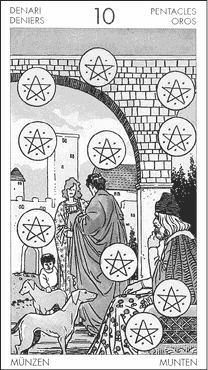 DENARI 10 PENTACLES
DENIERS OROS
MÜNZEN MUNTEN